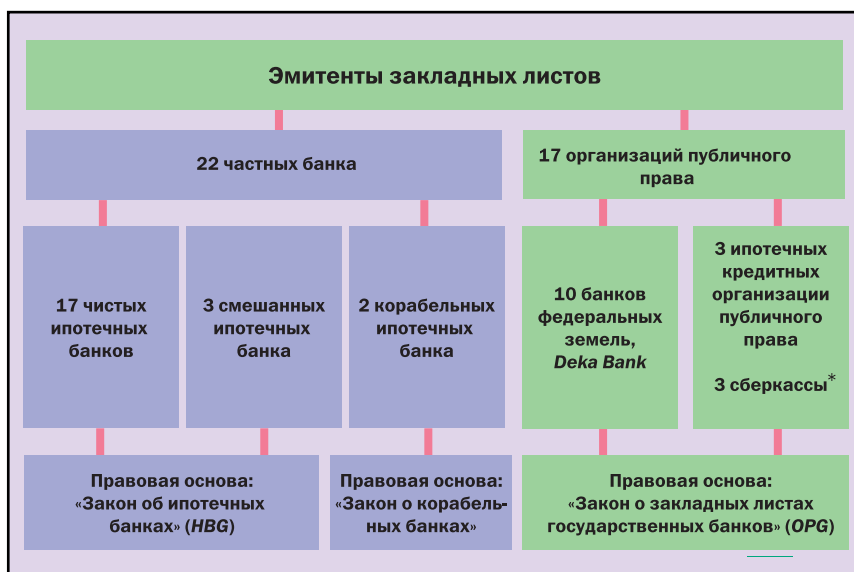 Эмитенты закладных листов
22 частных банка
17 организаций публичного
права
17 чистых
ипотечных
банков
3 смешанных
ипотечных
банка
2 корабельных
ипотечных
банка
10 банков
федеральных
земель,
Deka Bank
3 ипотечных
кредитных
организации
публичного
права
3 сберкассы*
Правовая основа:
«Закон об ипотечных
банках» (HBG)
Правовая основа:
«Закон о корабель-
ных банках»
Правовая основа:
«Закон о закладных листах
государственных банков» (OPG)